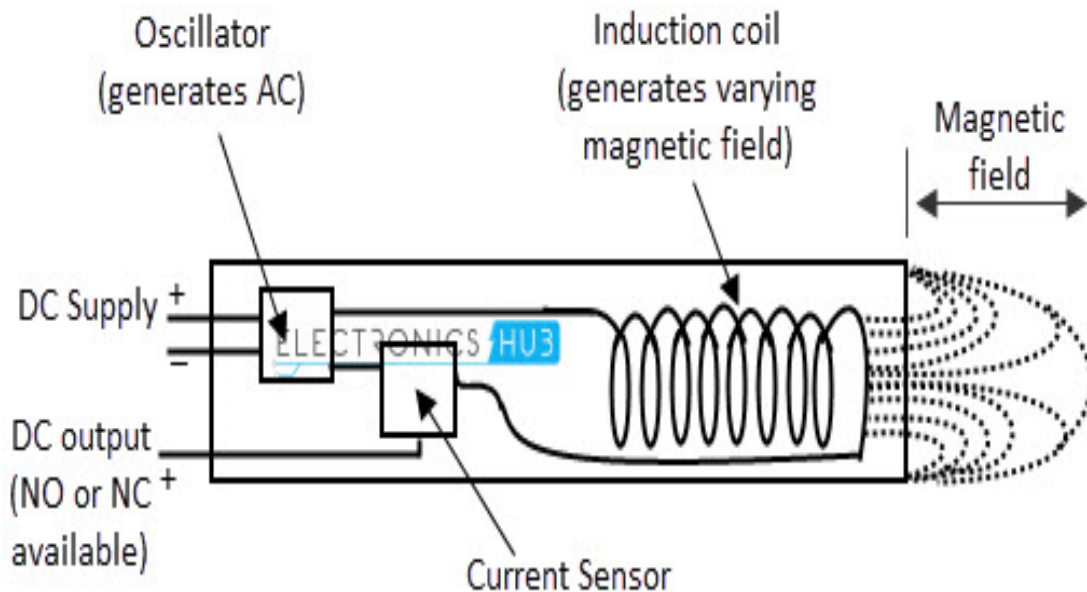 Oscillator
(generates AC)
Induction coil
(generates varying
magnetic field)
Magnetic
field
DC Supply +
−
ELECTRONICS HUB
DC output
(NO or NC +
available)
Current Sensor